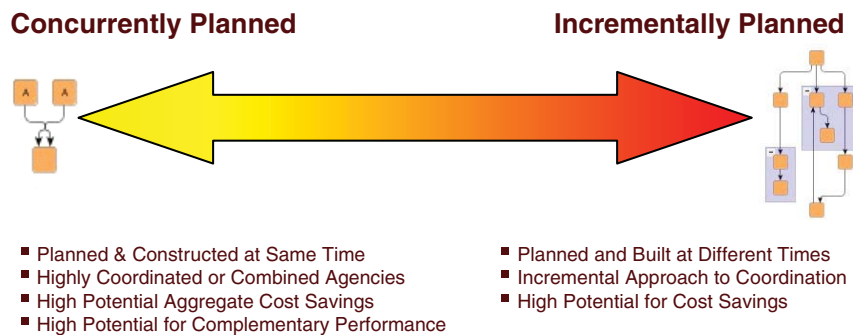 Concurrently Planned
Incrementally Planned
A A
▪ Planned & Constructed at Same Time
▪ Highly Coordinated or Combined Agencies
▪ High Potential Aggregate Cost Savings
▪ High Potential for Complementary Performance
▪ Planned and Built at Different Times
▪ Incremental Approach to Coordination
▪ High Potential for Cost Savings